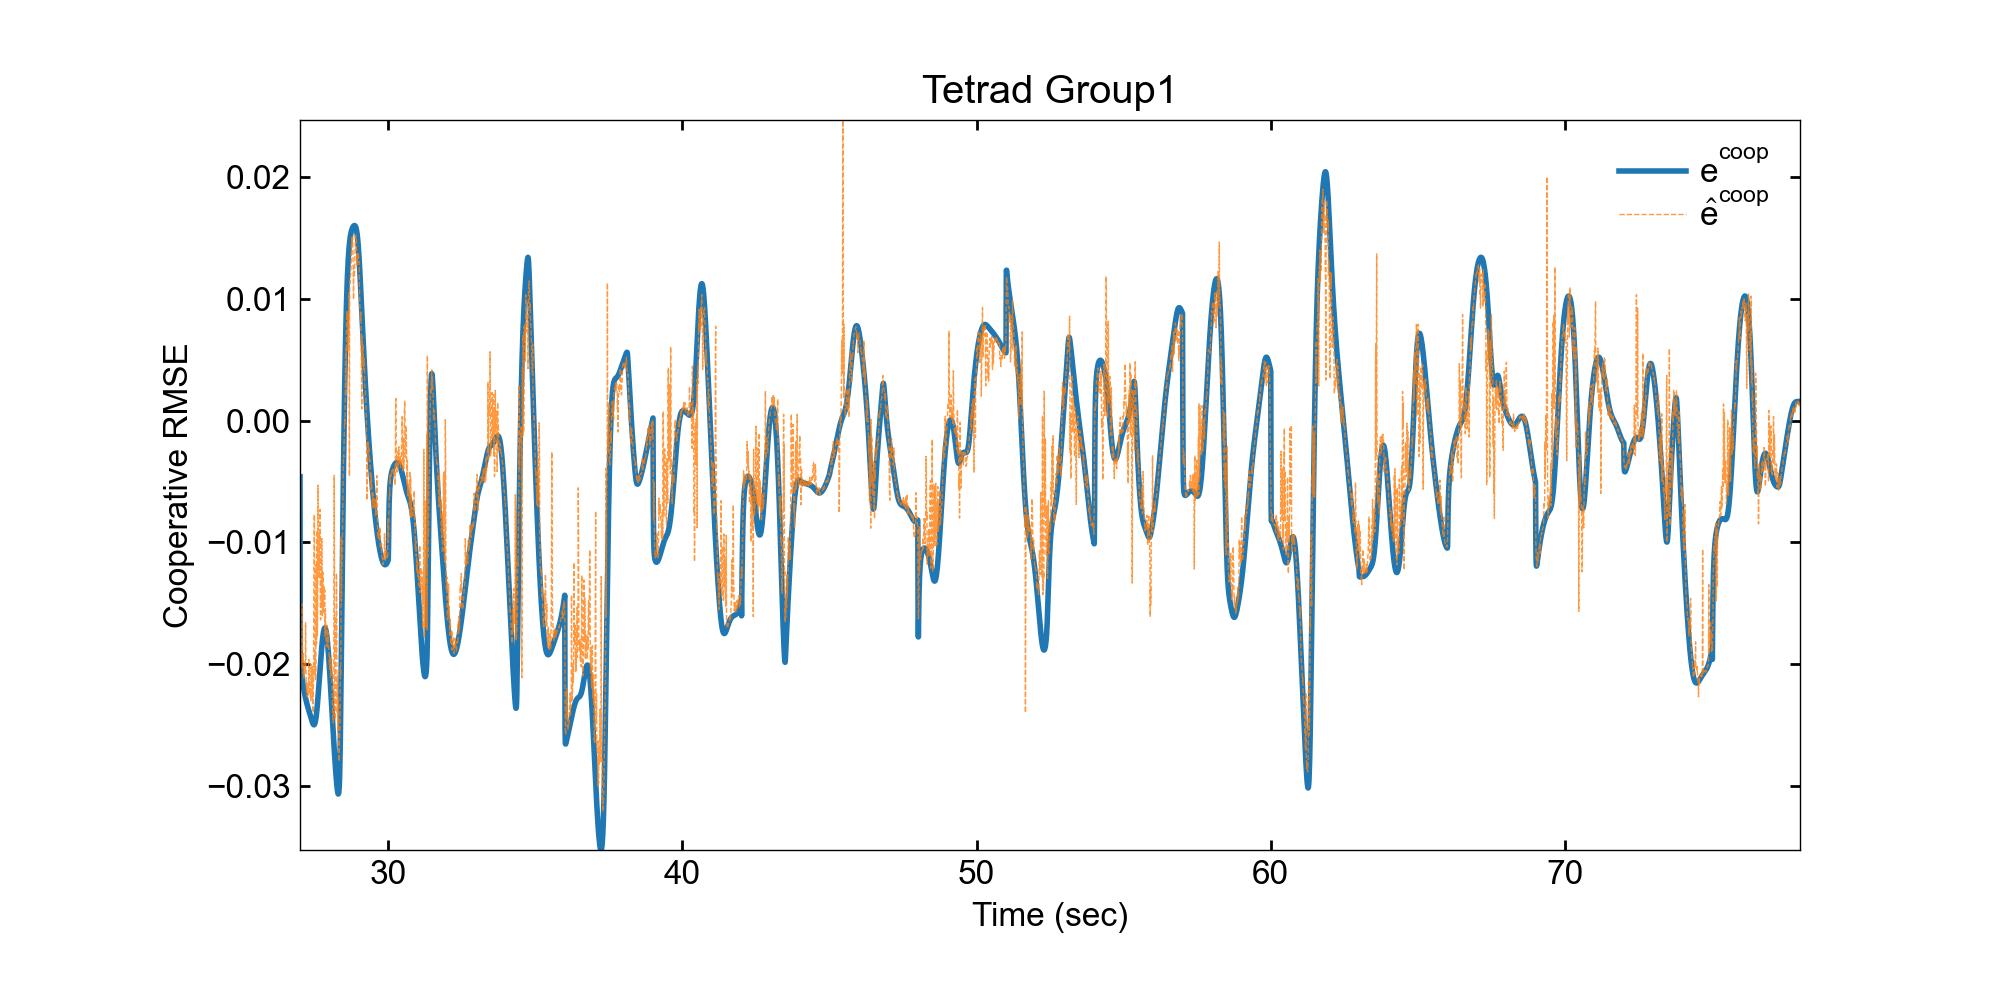 Tetrad Group1
e^coop
ê^coop
0.02
0.01
0.00
−0.01
−0.02
−0.03
Cooperative RMSE
30 40 50 60 70
Time (sec)